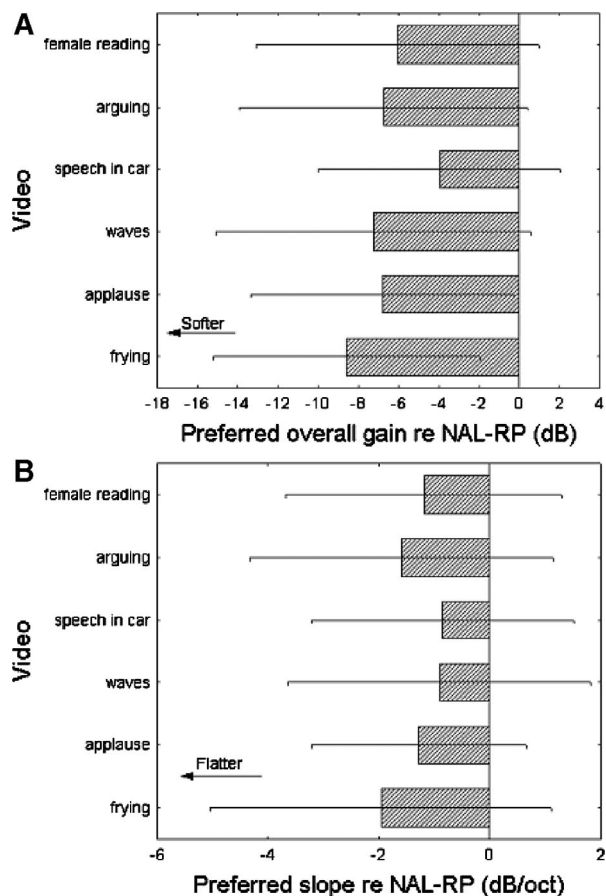 A
female reading
arguing
speech in car
waves
applause
Softer
frying
Video
-18 -16 -14 -12 -10 -8 -6 -4 -2 0 2 4
Preferred overall gain re NAL-RP (dB)
B
female reading
arguing
speech in car
waves
applause
Flatter
frying
Video
-6 -4 -2 0 2
Preferred slope re NAL-RP (dB/oct)